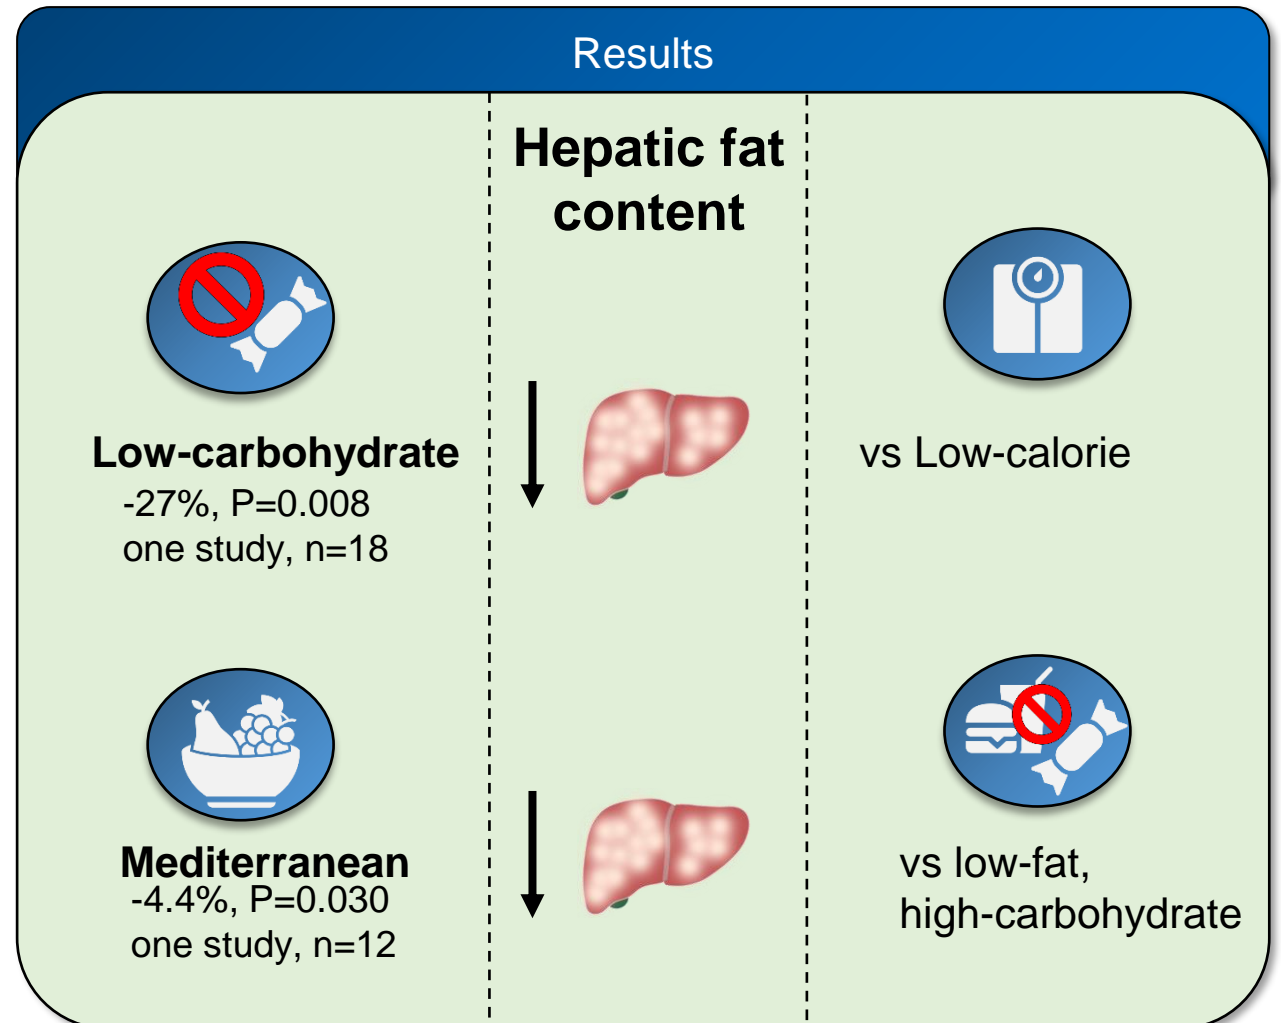 Results
Hepatic fat
content
Low-carbohydrate
-27%, P=0.008
one study, n=18
vs Low-calorie
Mediterranean
-4.4%, P=0.030
one study, n=12
vs low-fat,
high-carbohydrate